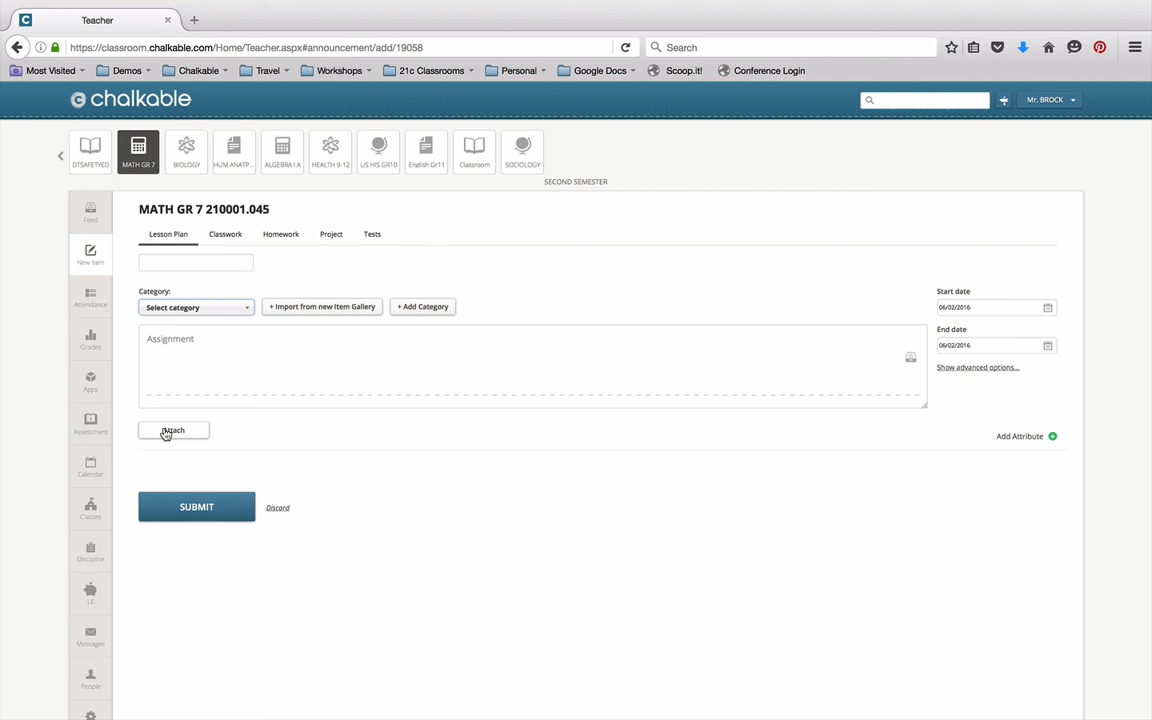 Teacher
https://classroom.chalkable.com/Home/Teacher.aspx#announcement/add/19058
Search
Most Visited
Demos
Chalkable
Travel
Workshops
21c Classrooms
Personal
Google Docs
Scoop.it!
Conference Login
chalkable
Mr. BROCK
DTSAFETYED
MATH GR 7
BIOLOGY
HUM ANATP...
ALGEBRA I A
HEALTH 9-12
US HIS GR10
English Gr11
Classroom
SOCIOLOGY
SECOND SEMESTER
Feed
New Item
Attendance
Grades
Apps
Assessment
Calendar
Classes
Discipline
LE
Messages
People
MATH GR 7 210001.045
Lesson Plan
Classwork
Homework
Project
Tests
Category:
Select category
+ Import from new Item Gallery
+ Add Category
Start date
06/02/2016
End date
06/02/2016
Show advanced options...
Assignment
Attach
Add Attribute
SUBMIT
Discard